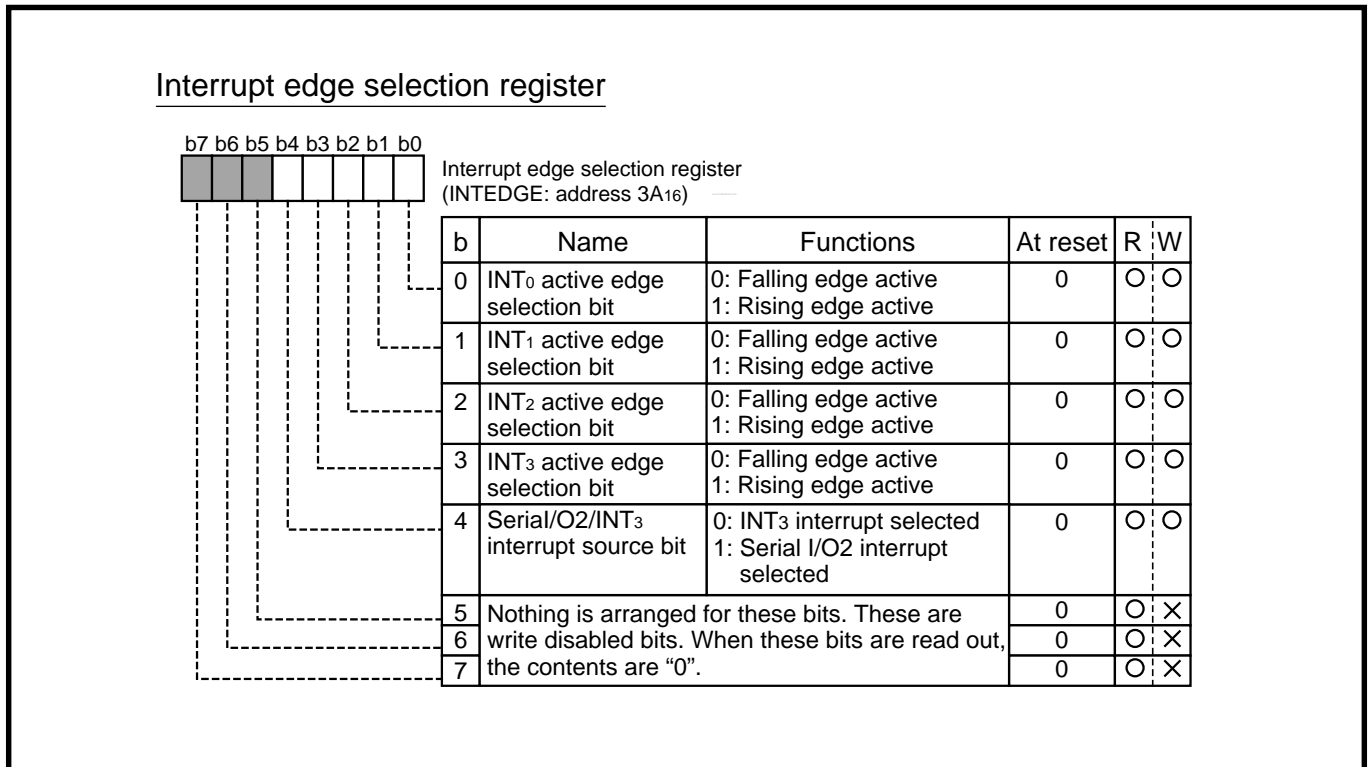 Interrupt edge selection register
b7 b6 b5 b4 b3 b2 b1 b0
Interrupt edge selection register
(INTEDGE: address 3A16)
b Name Functions At reset R W
0 INT0 active edge selection bit 0: Falling edge active 1: Rising edge active 0 O O
1 INT1 active edge selection bit 0: Falling edge active 1: Rising edge active 0 O O
2 INT2 active edge selection bit 0: Falling edge active 1: Rising edge active 0 O O
3 INT3 active edge selection bit 0: Falling edge active 1: Rising edge active 0 O O
4 Serial/O2/INT3 interrupt source bit 0: INT3 interrupt selected 1: Serial I/O2 interrupt selected 0 O O
5 Nothing is arranged for these bits. These are 0 O ×
6 write disabled bits. When these bits are read out, 0 O ×
7 the contents are “0”. 0 O ×